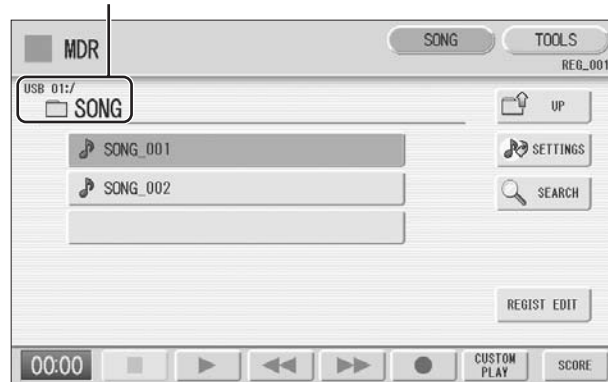 MDR
SONG
TOOLS
REG_001
USB 01:/
SONG
UP
SONG_001
SETTINGS
SONG_002
SEARCH
REGIST EDIT
00:00
CUSTOM
PLAY
SCORE